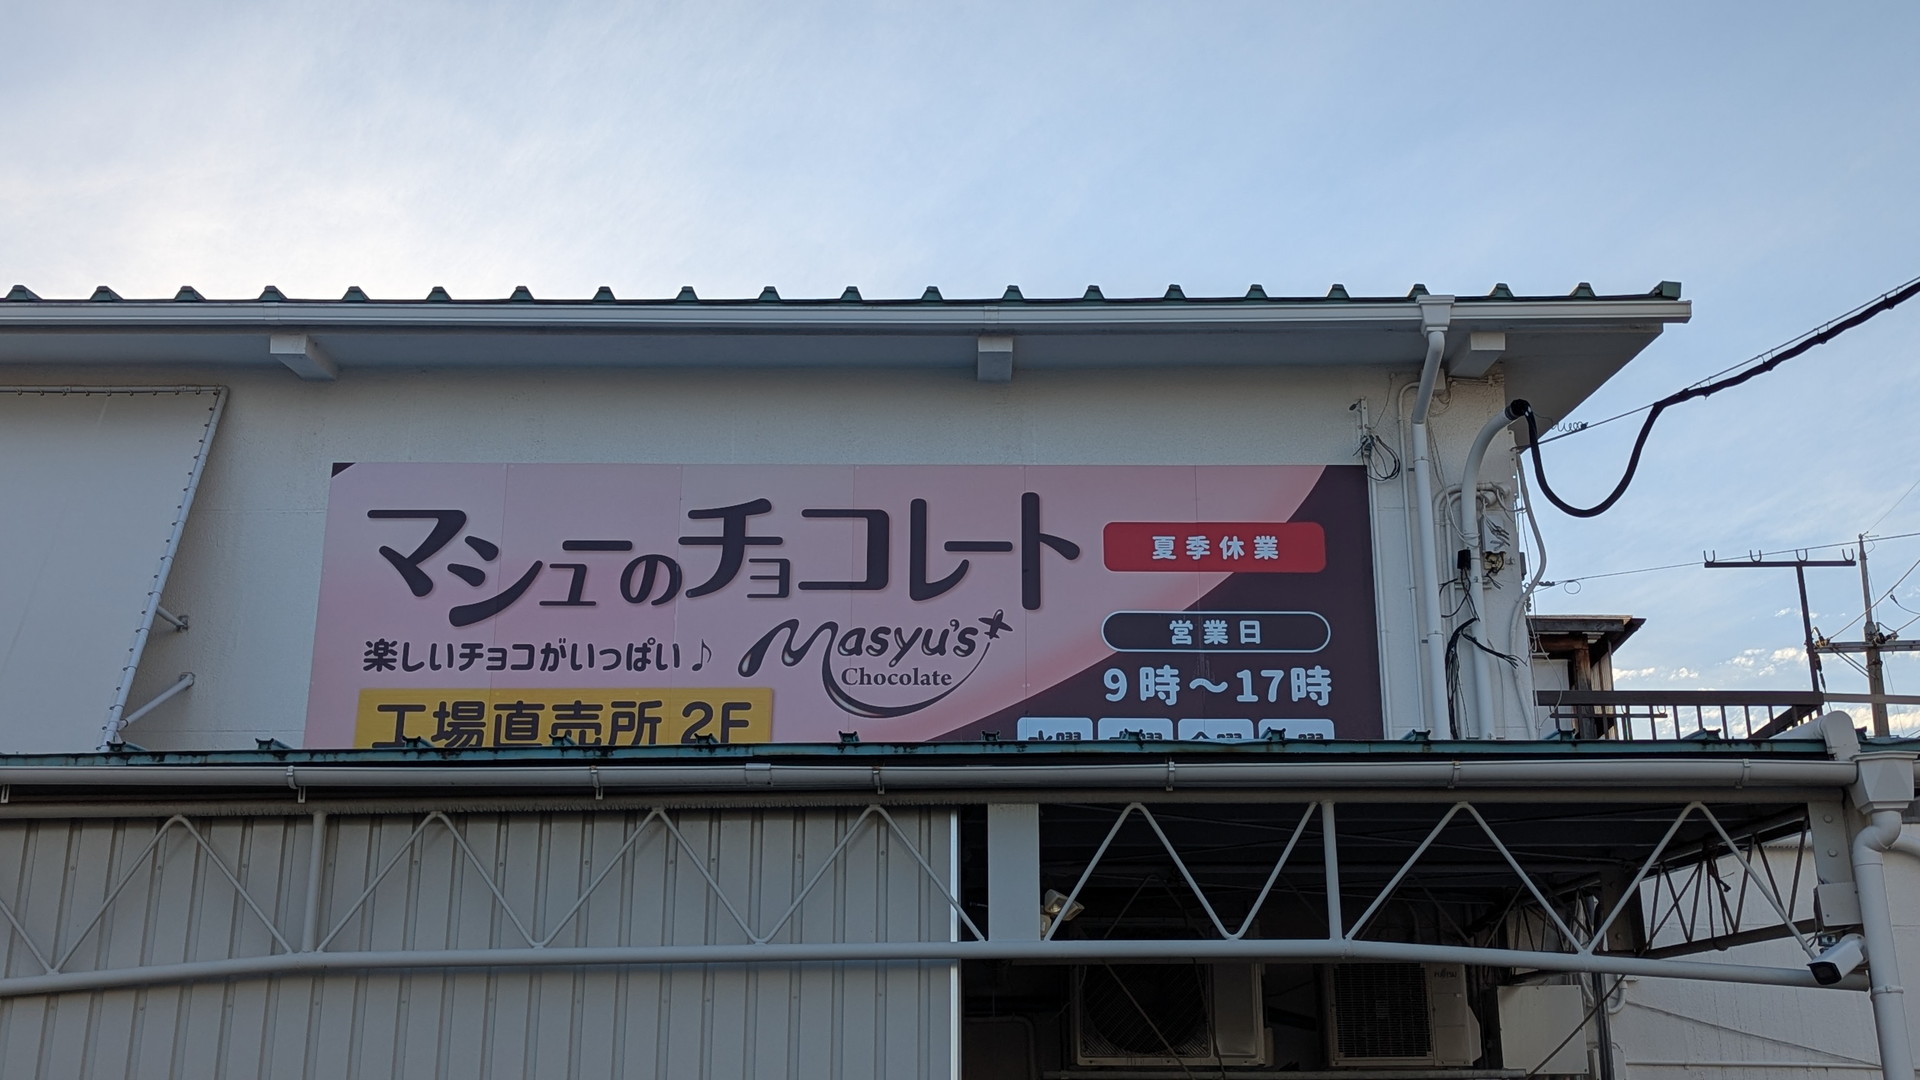 マシューのチョコレート
夏季休業
Masyu's
Chocolate
営業日
楽しいチョコがいっぱい♪
9時～17時
工場直売所 2F